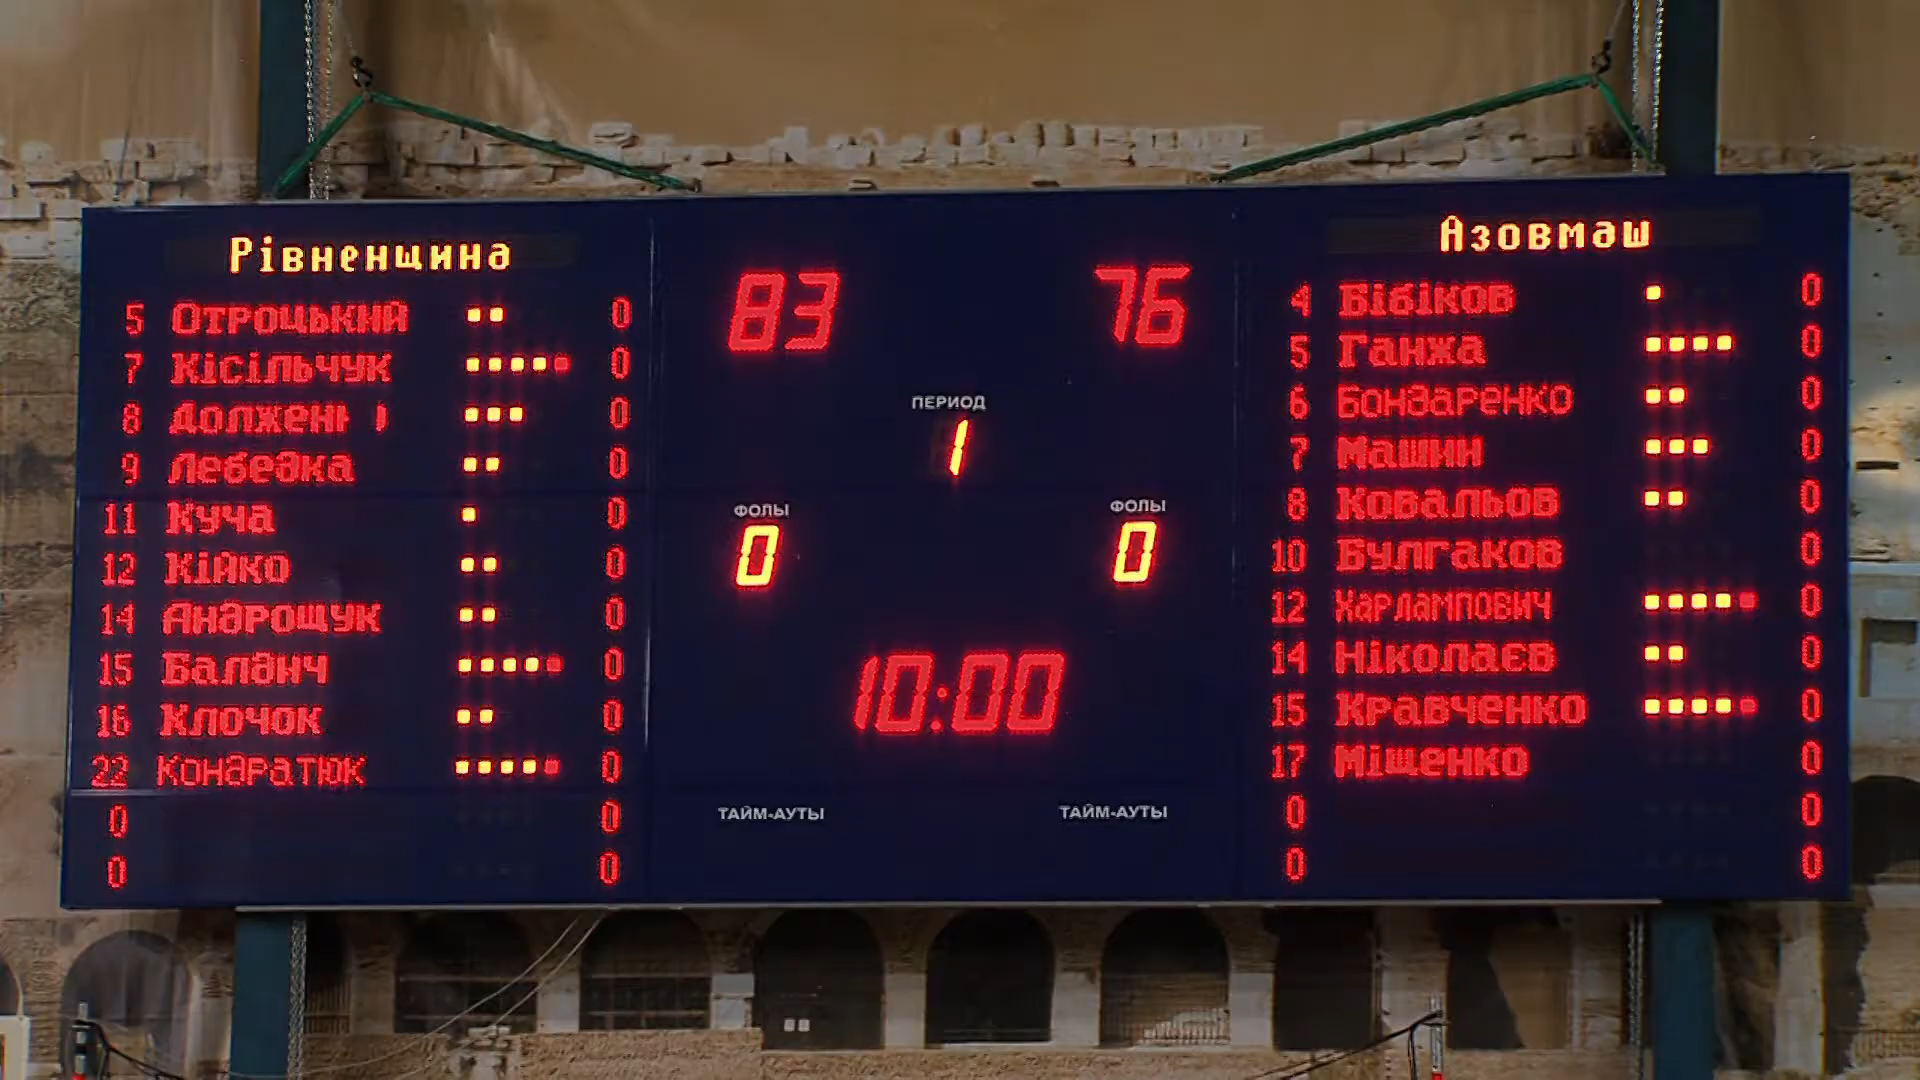 Рівненщина
5 Отроцький 0
7 Кісільчук 0
8 0
9 Лебедка 0
11 Куча 0
12 Кійко 0
14 Андрощук 0
15 0
16 Клочок 0
22 Кондратюк 0
0 0
0 0
83 76
ПЕРИОД
1
ФОЛЫ ФОЛЫ
0 0
10:00
ТАЙМ-АУТЫ ТАЙМ-АУТЫ
Азовмаш
4 Бібіков 0
5 Ганжа 0
6 Бондаренко 0
7 Машин 0
8 Ковальов 0
10 Булгаков 0
12 Харлампович 0
14 Ніколаєв 0
15 Кравченко 0
17 Міщенко 0
0 0
0 0